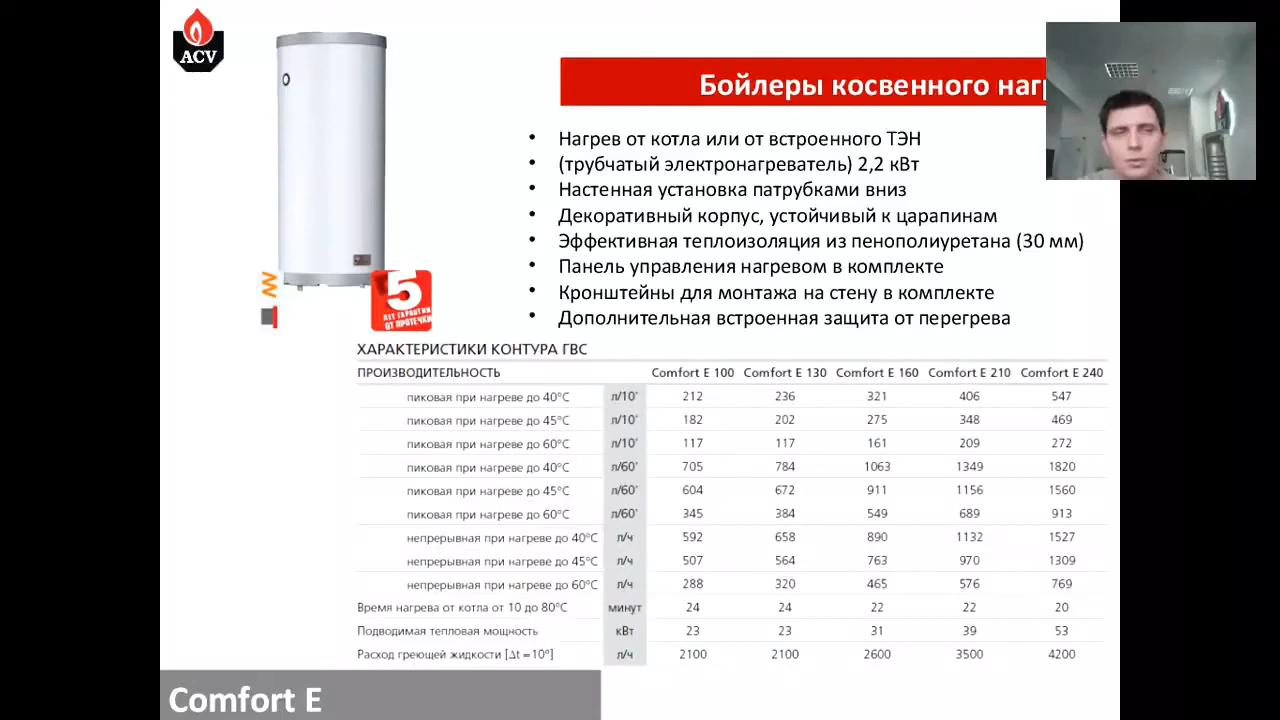 ACV
Бойлеры косвенного наг
• Нагрев от котла или от встроенного ТЭН
• (трубчатый электронагреватель) 2,2 кВт
• Настенная установка патрубками вниз
• Декоративный корпус, устойчивый к царапинам
• Эффективная теплоизоляция из пенополиуретана (30 мм)
• Панель управления нагревом в комплекте
• Кронштейны для монтажа на стену в комплекте
• Дополнительная встроенная защита от перегрева
5
ЛЕТ ГАРАНТИИ
ОТ ПРОТЕЧКИ
ХАРАКТЕРИСТИКИ КОНТУРА ГВС
ПРОИЗВОДИТЕЛЬНОСТЬ Comfort E 100 Comfort E 130 Comfort E 160 Comfort E 210 Comfort E 240
пиковая при нагреве до 40°C л/10' 212 236 321 406 547
пиковая при нагреве до 45°C л/10' 182 202 275 348 469
пиковая при нагреве до 60°C л/10' 117 117 161 209 272
пиковая при нагреве до 40°C л/60' 705 784 1063 1349 1820
пиковая при нагреве до 45°C л/60' 604 672 911 1156 1560
пиковая при нагреве до 60°C л/60' 345 384 549 689 913
непрерывная при нагреве до 40°C л/ч 592 658 890 1132 1527
непрерывная при нагреве до 45°C л/ч 507 564 763 970 1309
непрерывная при нагреве до 60°C л/ч 288 320 465 576 769
Время нагрева от котла от 10 до 80°C минут 24 24 22 22 20
Подводимая тепловая мощность кВт 23 23 31 39 53
Расход греющей жидкости [Δt =10°] л/ч 2100 2100 2600 3500 4200
Comfort E